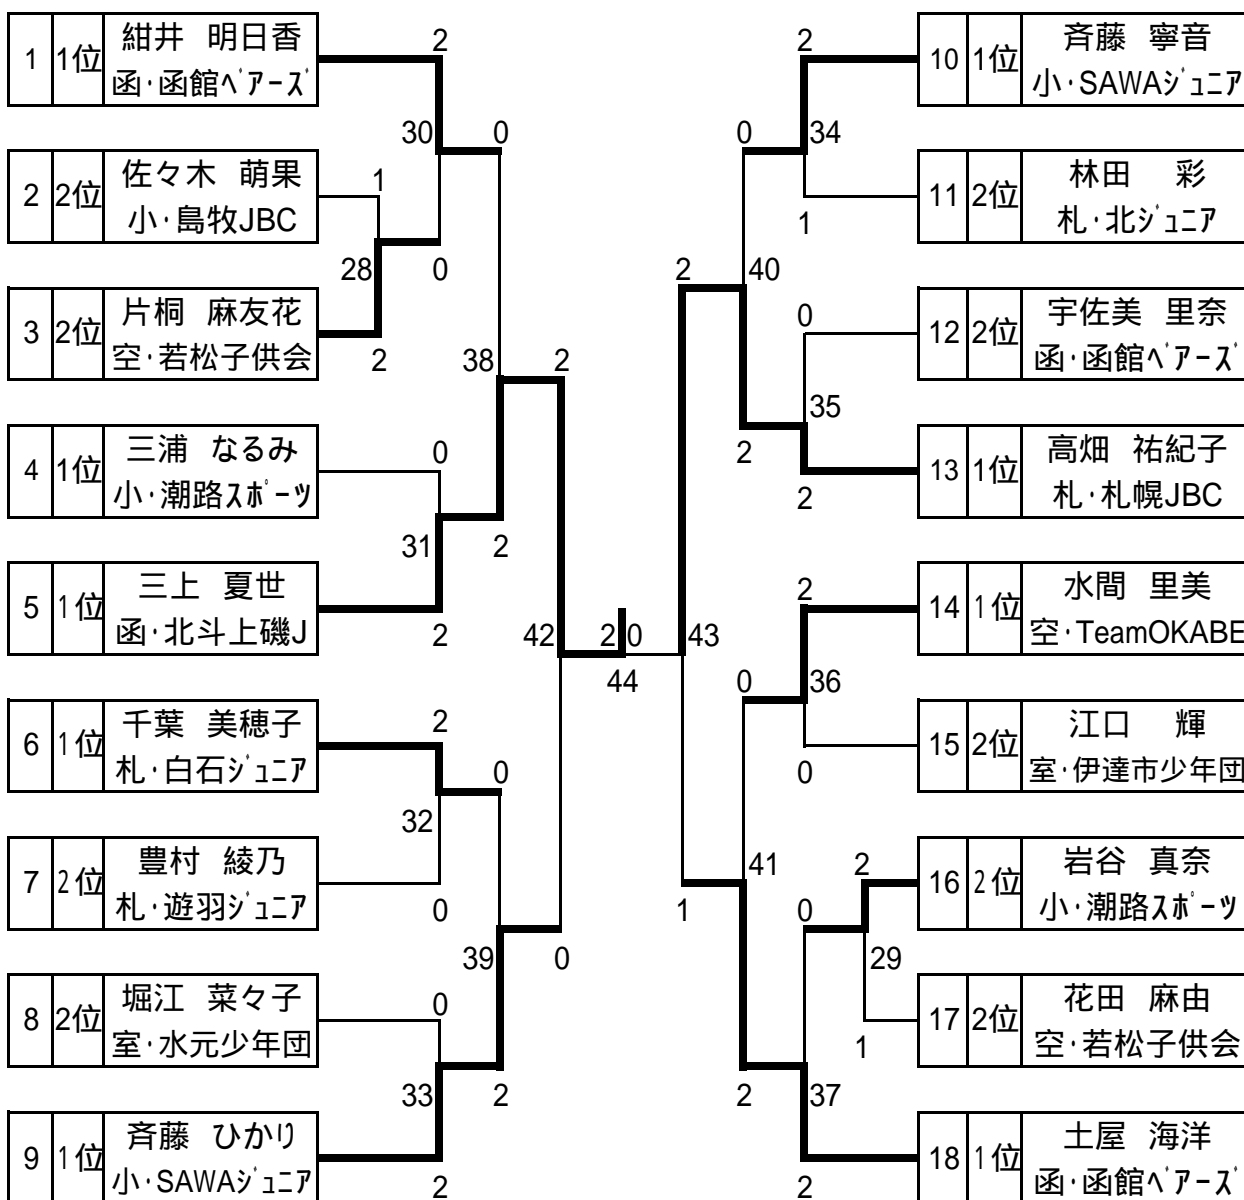 1 1位 紺井 明日香
函・函館ベアーズ
2 2位 佐々木 萌果
小・島牧JBC
3 2位 片桐 麻友花
空・若松子供会
4 1位 三浦 なるみ
小・潮路スポーツ
5 1位 三上 夏世
函・北斗上磯J
6 1位 千葉 美穂子
札・白石ジュニア
7 2位 豊村 綾乃
札・遊羽ジュニア
8 2位 堀江 菜々子
室・水元少年団
9 1位 斉藤 ひかり
小・SAWAジュニア
2
30
0
1
28
0
2
38
2
0
31
2
2
42
2
0
44
2
0
32
0
39
0
0
33
2
2
2
0
34
1
2
40
0
35
2
2
43
2
0
36
0
41
2
1
0
29
1
2
37
2
10 1位 斉藤 寧音
小・SAWAジュニア
11 2位 林田 彩
札・北ジュニア
12 2位 宇佐美 里奈
函・函館ベアーズ
13 1位 高畑 祐紀子
札・札幌JBC
14 1位 水間 里美
空・TeamOKABE
15 2位 江口 輝
室・伊達市少年団
16 2位 岩谷 真奈
小・潮路スポーツ
17 2位 花田 麻由
空・若松子供会
18 1位 土屋 海洋
函・函館ベアーズ